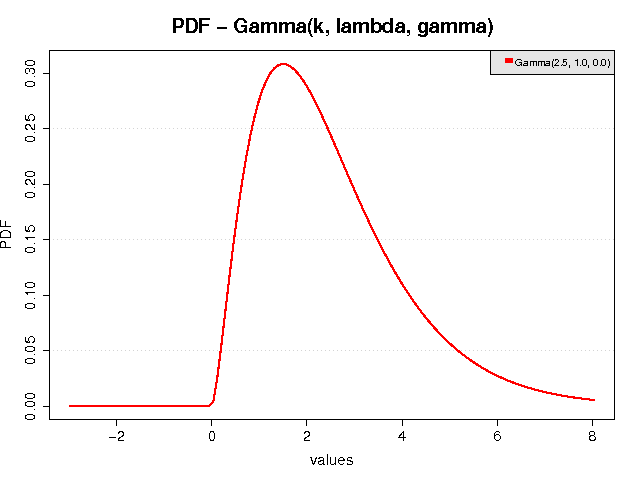 PDF - Gamma(k, lambda, gamma)
Gamma(2.5, 1.0, 0.0)
PDF
0.30
0.25
0.20
0.15
0.10
0.05
0.00
-2 0 2 4 6 8
values